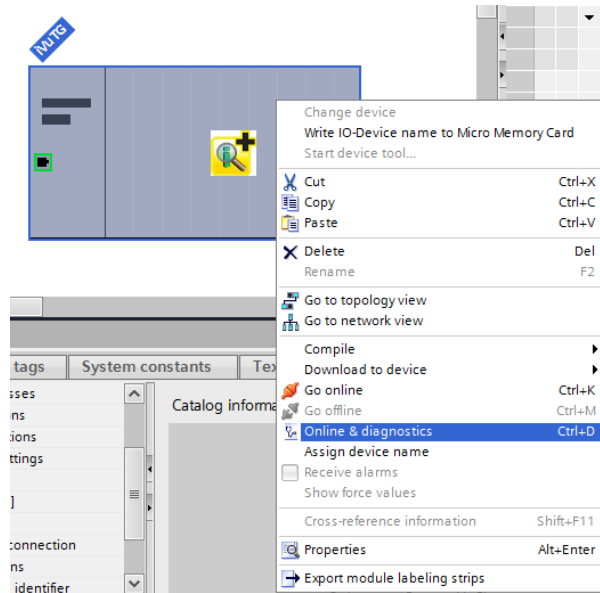 iVu TG
Change device
Write IO-Device name to Micro Memory Card
Start device tool...
Cut Ctrl+X
Copy Ctrl+C
Paste Ctrl+V
Delete Del
Rename F2
Go to topology view
Go to network view
Compile
Download to device
Go online Ctrl+K
Go offline Ctrl+M
Online & diagnostics Ctrl+D
Assign device name
Receive alarms
Show force values
Cross-reference information Shift+F11
Properties Alt+Enter
Export module labeling strips
tags System constants Tex
sses
ns
tions
ttings
]
connection
ns
identifier
Catalog informa